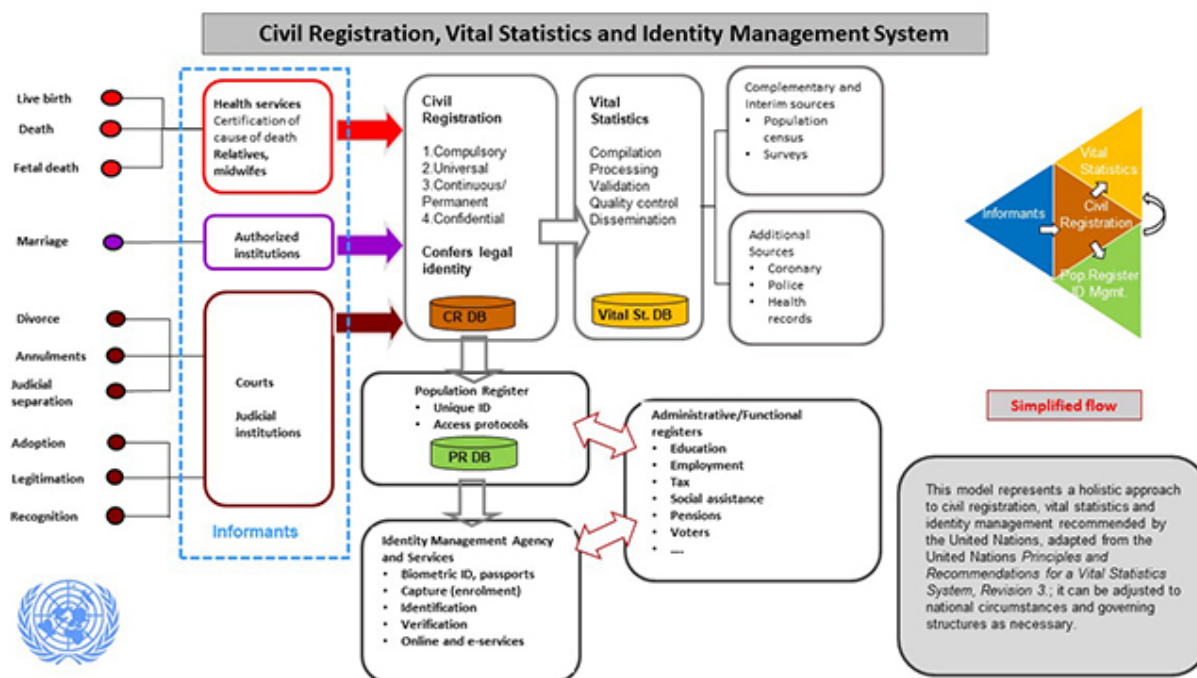 Civil Registration, Vital Statistics and Identity Management System
Live birth
Death
Fetal death
Marriage
Divorce
Annulments
Judicial
separation
Adoption
Legitimation
Recognition
Health services
Certification of
cause of death
Relatives,
midwifes
Authorized
institutions
Courts
Judicial
institutions
Informants
Civil
Registration
1.Compulsory
2.Universal
3.Continuous/
Permanent
4.Confidential
Confers legal
identity
CR DB
Vital
Statistics
Compilation
Processing
Validation
Quality control
Dissemination
Vital St. DB
Complementary and
Interim sources
• Population
census
• Surveys
Additional
Sources
• Coronary
• Police
• Health
records
Population Register
• Unique ID
• Access protocols
PR DB
Identity Management Agency
and Services
• Biometric ID, passports
• Capture (enrolment)
• Identification
• Verification
• Online and e-services
Administrative/Functional
registers
• Education
• Employment
• Tax
• Social assistance
• Pensions
• Voters
• ....
Vital
Statistics
Informants
Civil
Registration
Pop.Register
ID Mgmt.
Simplified flow
This model represents a holistic approach
to civil registration, vital statistics and
identity management recommended by
the United Nations, adapted from the
United Nations Principles and
Recommendations for a Vital Statistics
System, Revision 3.; it can be adjusted to
national circumstances and governing
structures as necessary.